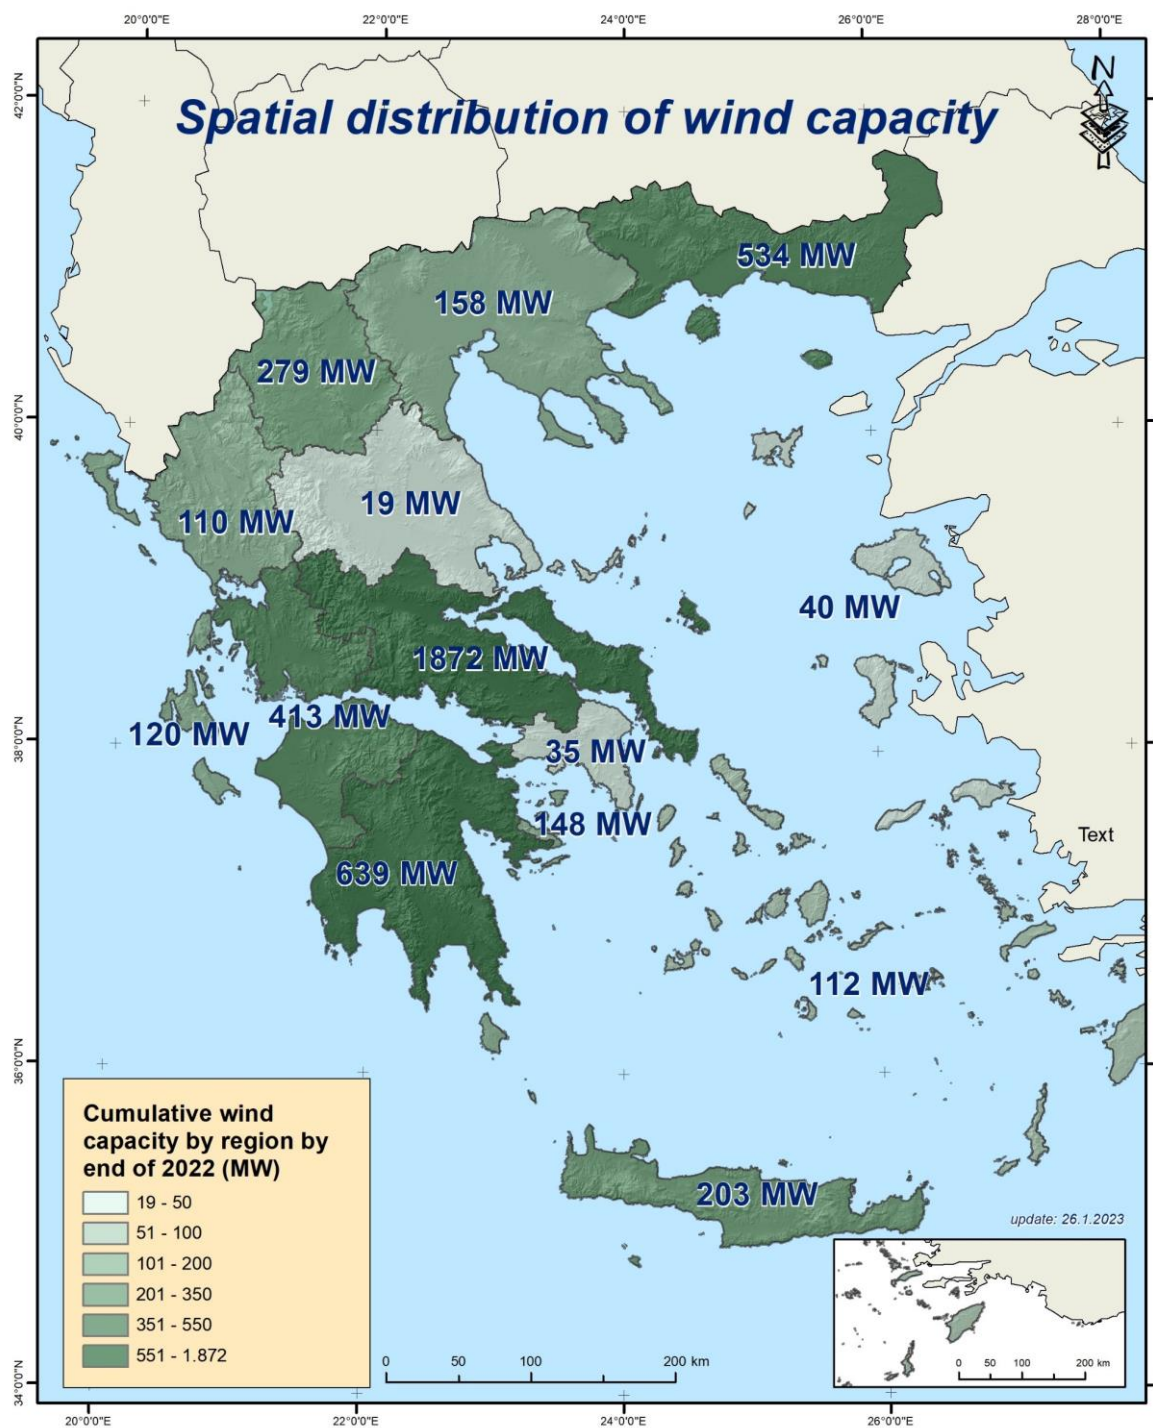 20°0'0"E 22°0'0"E 24°0'0"E 26°0'0"E 28°0'0"E
42°0'0"N
N
Spatial distribution of wind capacity
534 MW
158 MW
279 MW
40°0'0"N
19 MW
110 MW
40 MW
1872 MW
413 MW
120 MW
38°0'0"N
35 MW
148 MW
Text
639 MW
112 MW
36°0'0"N
Cumulative wind
capacity by region by
end of 2022 (MW)
19 - 50
51 - 100
101 - 200
201 - 350
351 - 550
551 - 1.872
203 MW
update: 26.1.2023
0 50 100 200 km
0 50 100 200 km
34°0'0"N
20°0'0"E 22°0'0"E 24°0'0"E 26°0'0"E